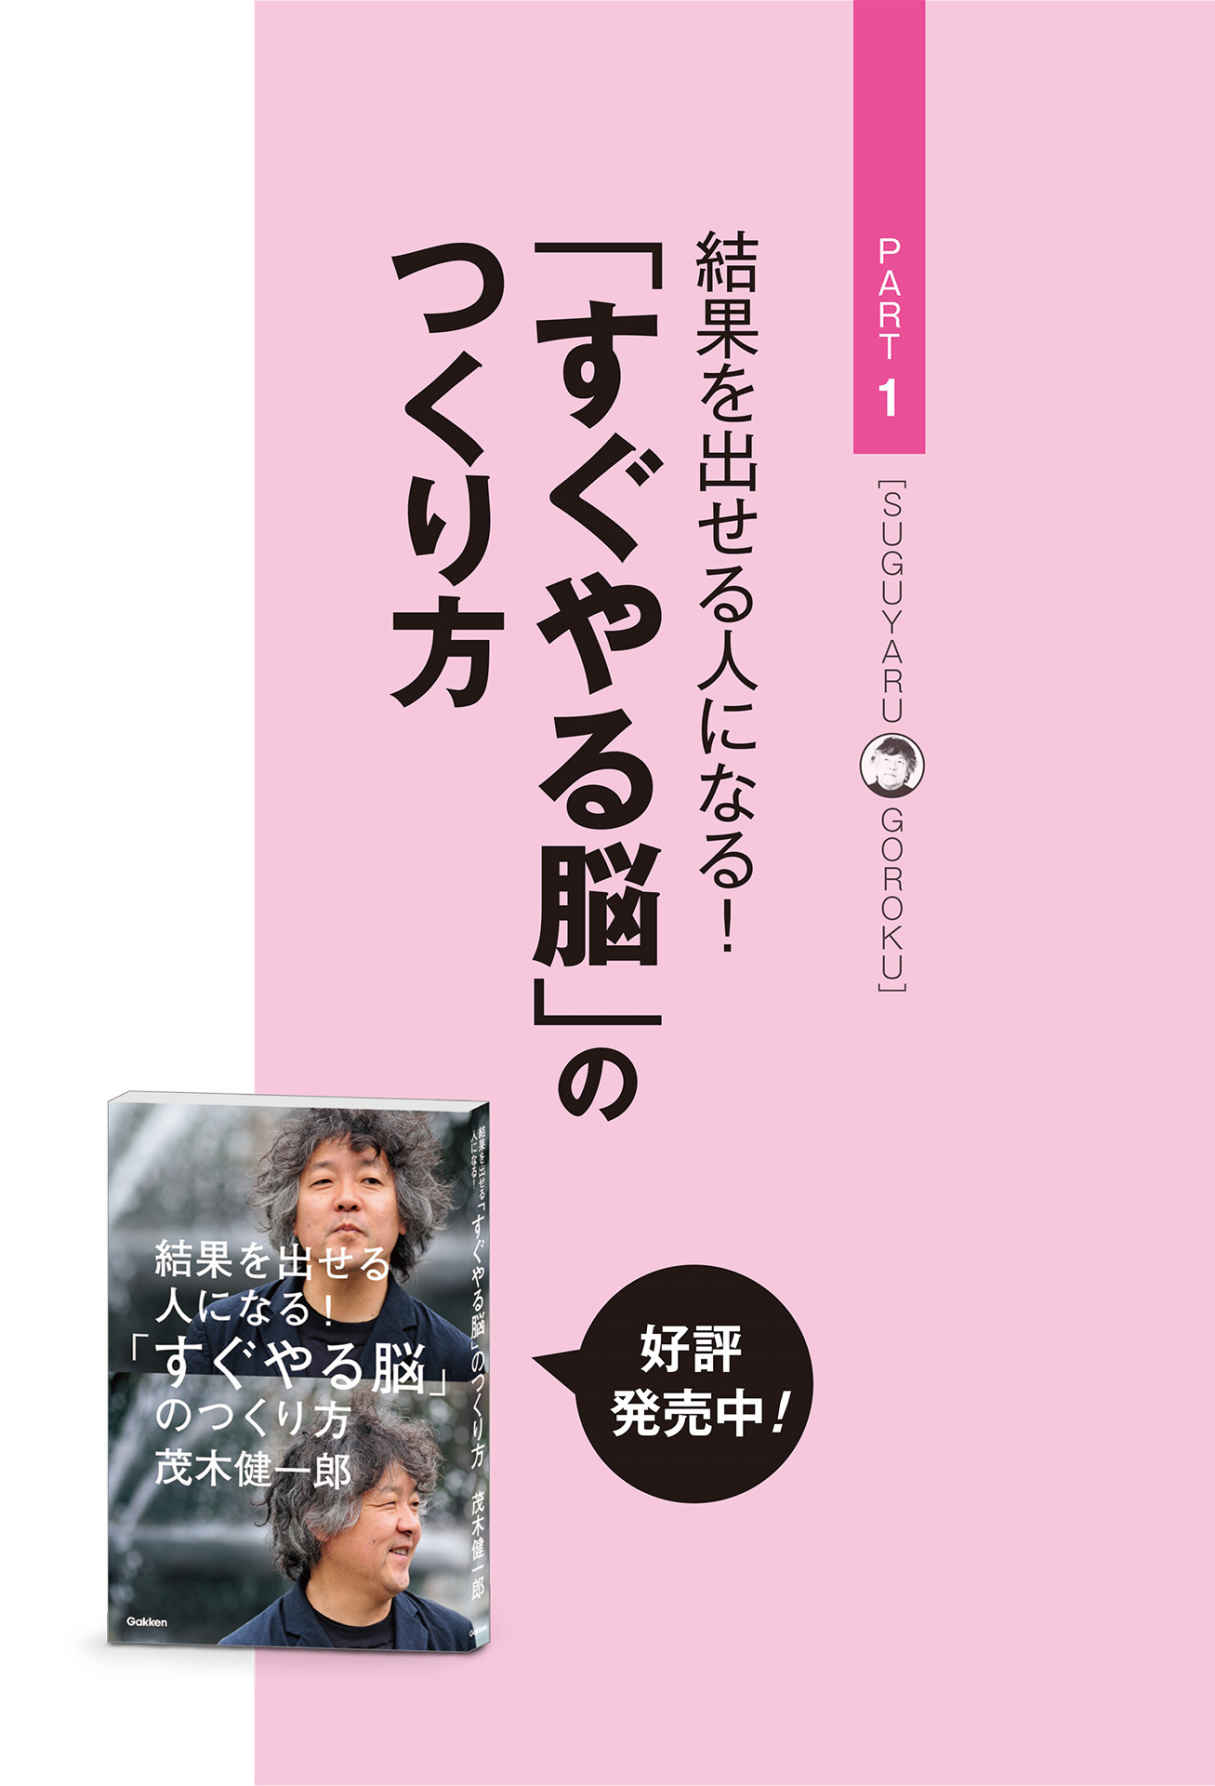 PART 1
[SUGUYARU GOROKU]
結果を出せる人になる!
「すぐやる脳」の
つくり方
好評
発売中!
結果を出せる
人になる!
「すぐやる脳」
のつくり方
茂木健一郎
Gakken
結果を出せる
人になる!
「すぐやる脳」のつくり方 茂木健一郎
Gakken